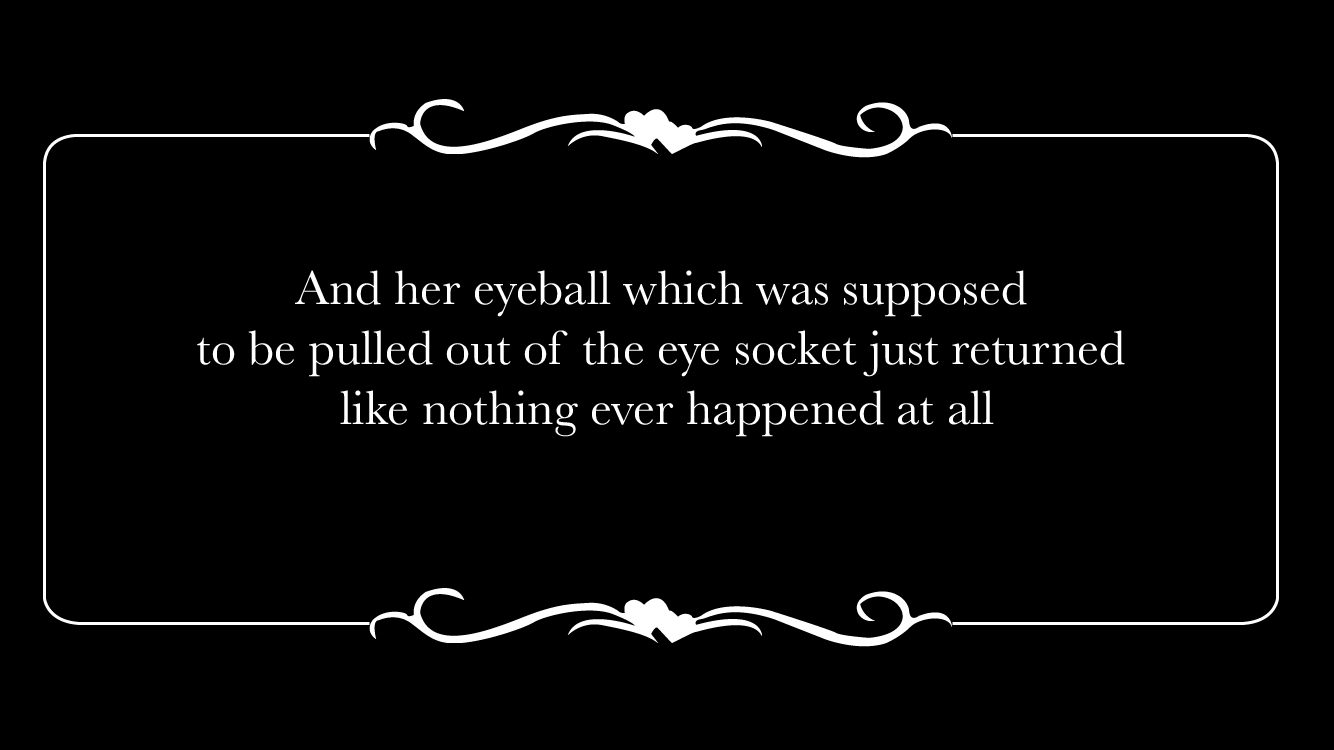 And her eyeball which was supposed
to be pulled out of the eye socket just returned
like nothing ever happened at all